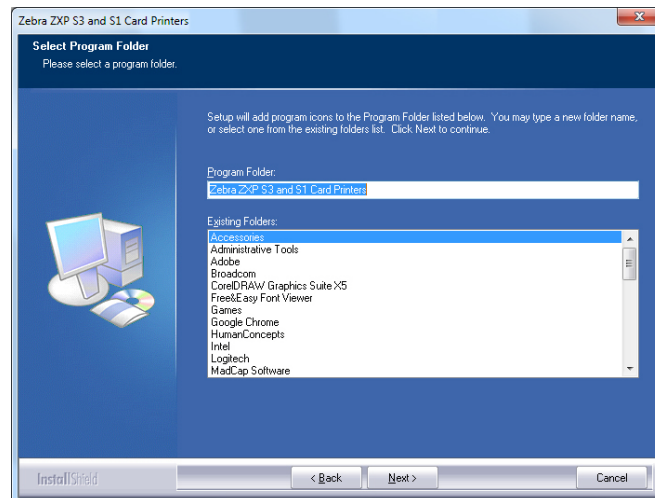 Zebra ZXP S3 and S1 Card Printers
Select Program Folder
Please select a program folder.
Setup will add program icons to the Program Folder listed below. You may type a new folder name,
or select one from the existing folders list. Click Next to continue.
Program Folder:
Zebra ZXP S3 and S1 Card Printers
Existing Folders:
Accessories
Administrative Tools
Adobe
Broadcom
CorelDRAW Graphics Suite X5
Free&Easy Font Viewer
Games
Google Chrome
HumanConcepts
Intel
Logitech
MadCap Software
InstallShield
< Back
Next >
Cancel